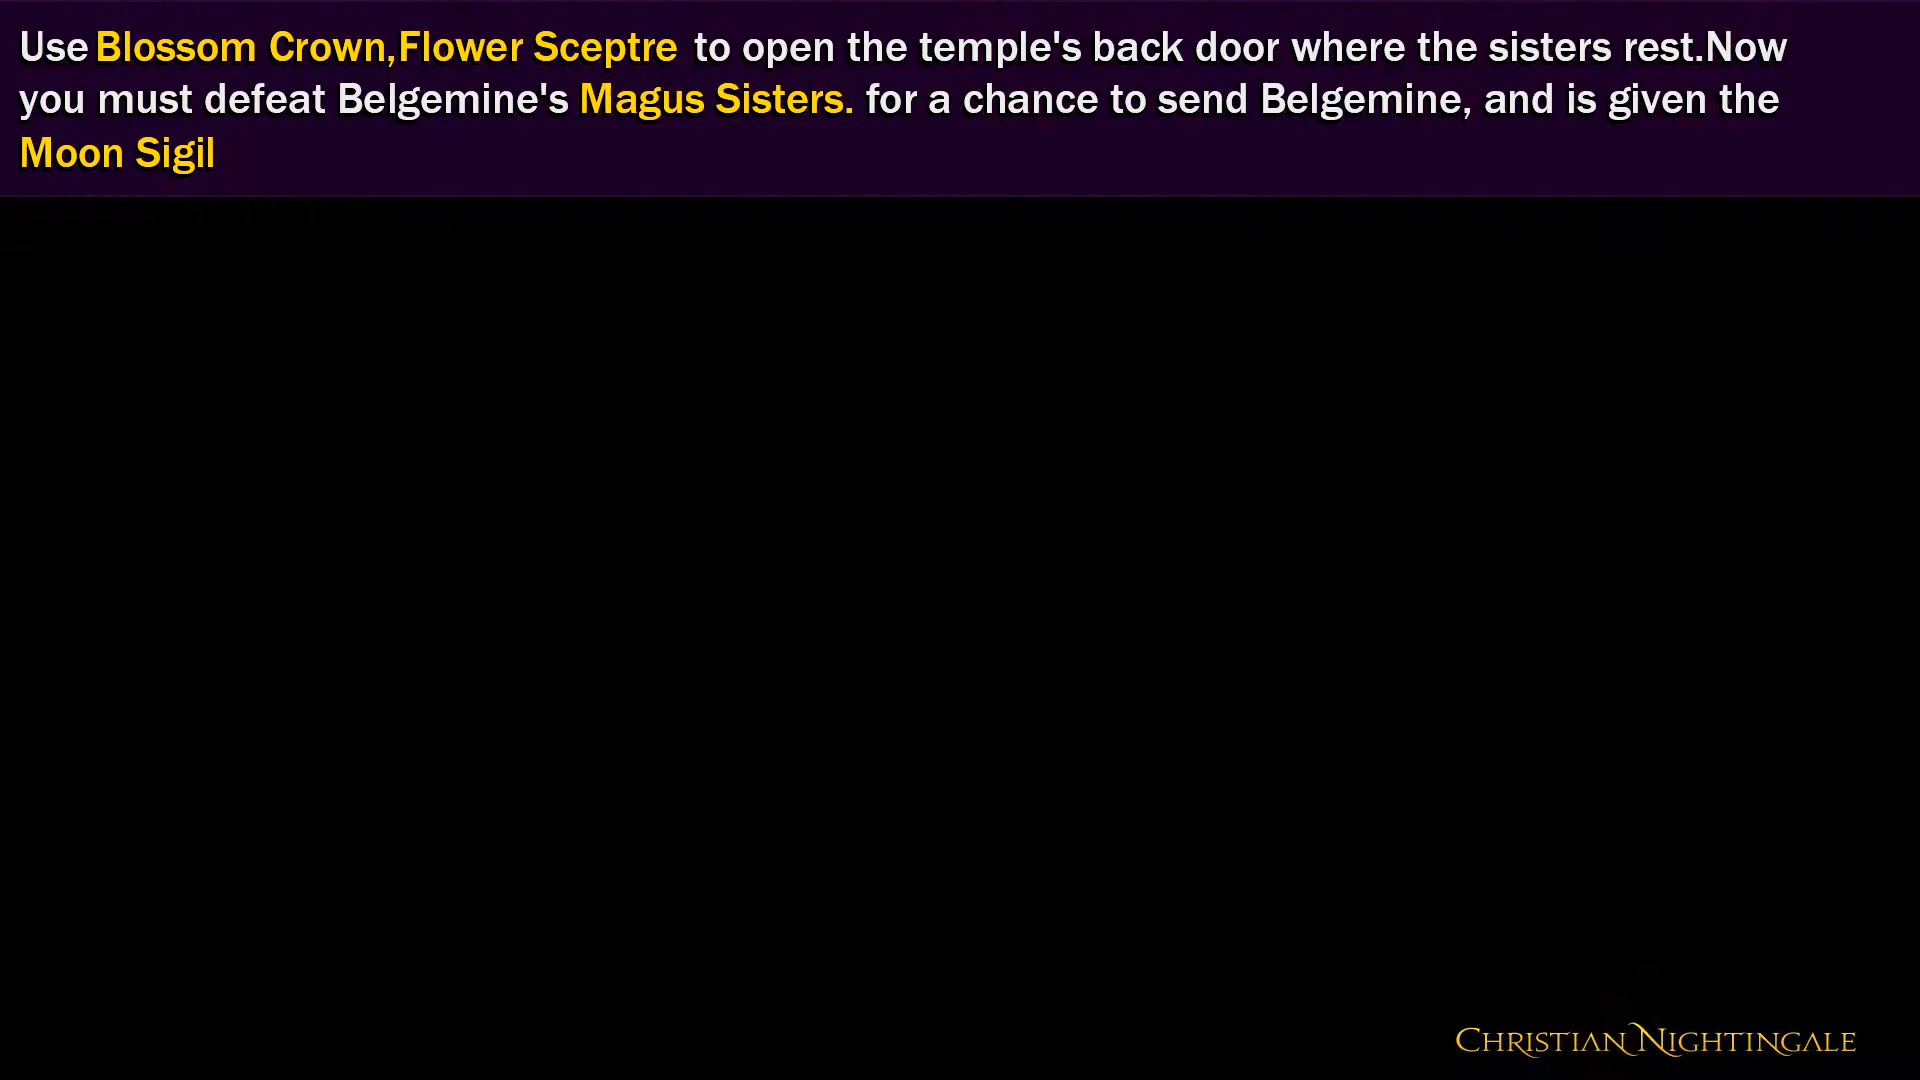 Use Blossom Crown,Flower Sceptre to open the temple's back door where the sisters rest.Now
you must defeat Belgemine's Magus Sisters. for a chance to send Belgemine, and is given the
Moon Sigil
Christian Nightingale